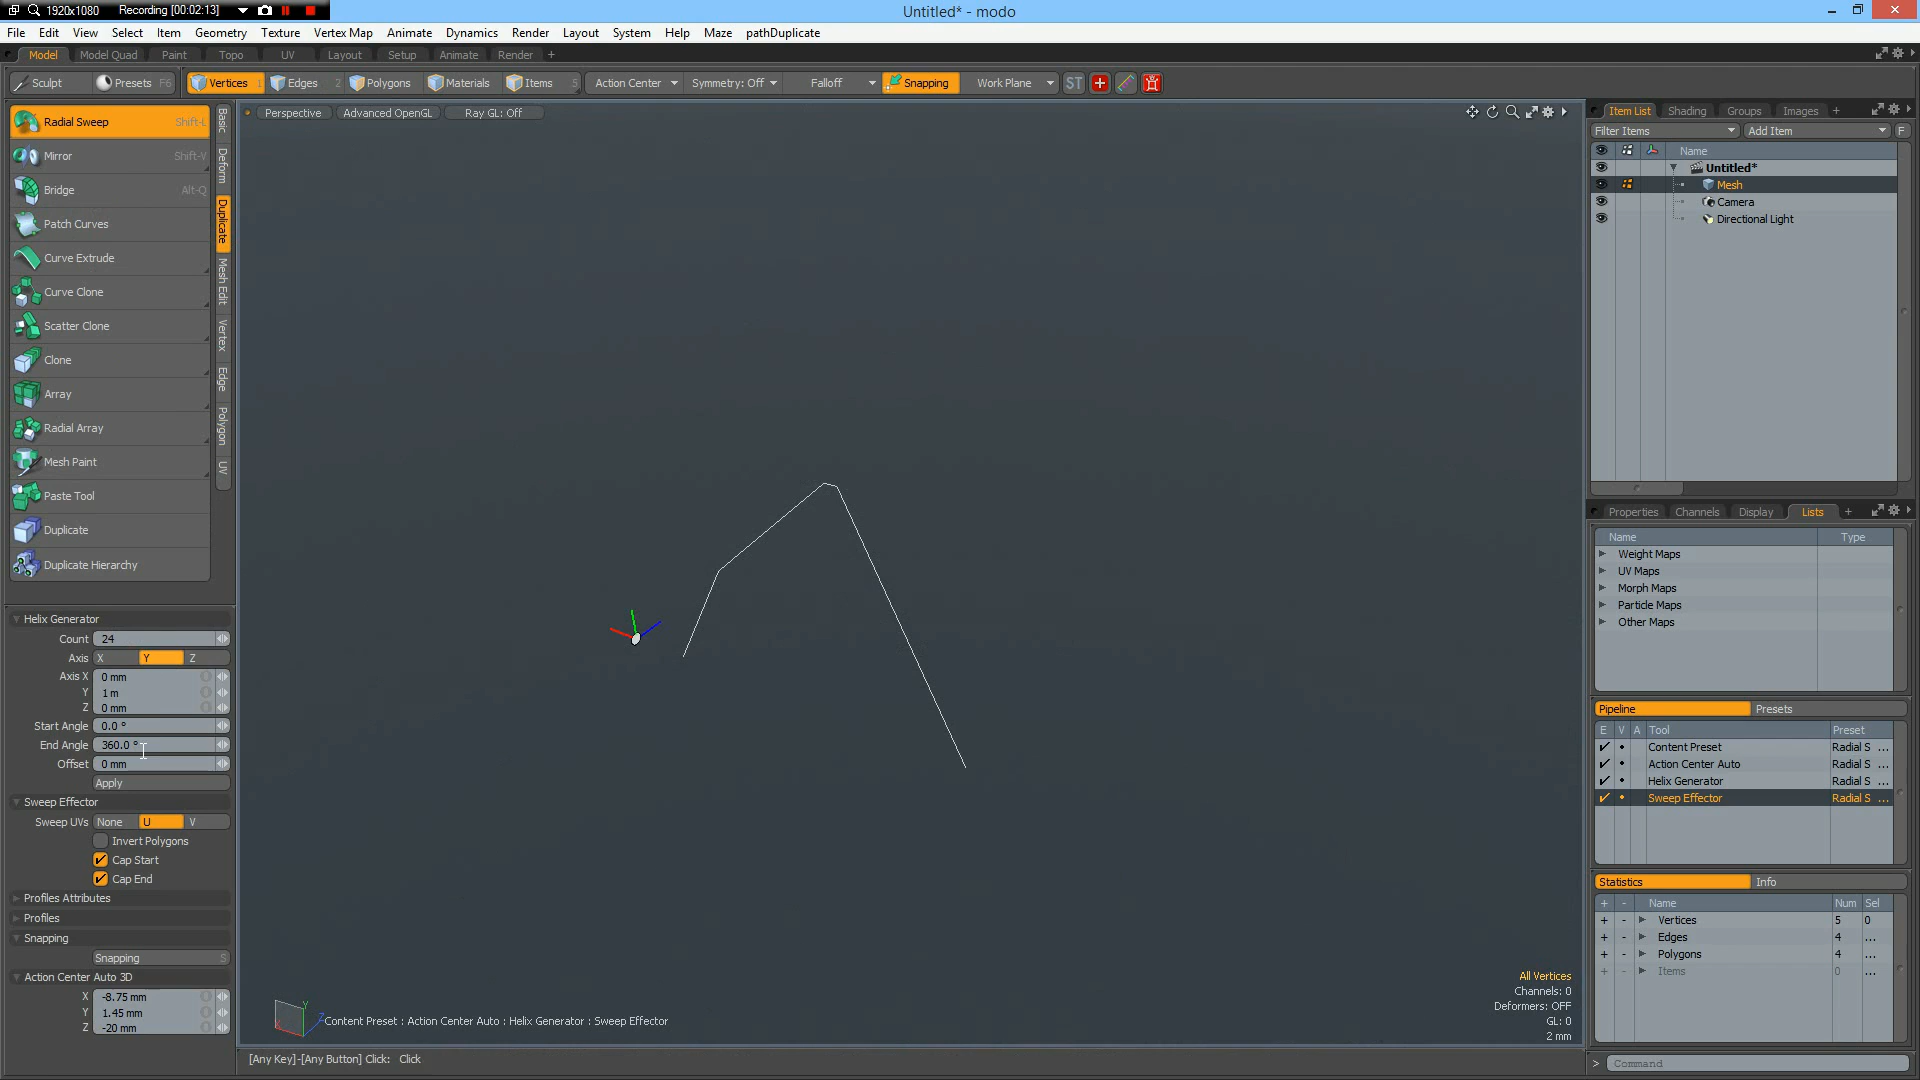 1920x1080 Recording [00:02:13]
Untitled* - modo
File Edit View Select Item Geometry Texture Vertex Map Animate Dynamics Render Layout System Help Maze pathDuplicate
Model Model Quad Paint Topo UV Layout Setup Animate Render +
Sculpt Presets F6 Vertices 1 Edges 2 Polygons Materials Items 5 Action Center Symmetry: Off Falloff Snapping Work Plane ST
Radial Sweep Shift-L
Mirror Shift-V
Bridge Alt-Q
Patch Curves
Curve Extrude
Curve Clone
Scatter Clone
Clone
Array
Radial Array
Mesh Paint
Paste Tool
Duplicate
Duplicate Hierarchy
Basic
Deform
Duplicate
Mesh Edit
Vertex
Edge
Polygon
UV
Helix Generator
Count 24
Axis X Y Z
Axis X 0 mm
Y 1 m
Z 0 mm
Start Angle 0.0 °
End Angle 360.0 °
Offset 0 mm
Apply
Sweep Effector
Sweep UVs None U V
Invert Polygons
Cap Start
Cap End
Profiles Attributes
Profiles
Snapping
Snapping S
Action Center Auto 3D
X -8.75 mm
Y 1.45 mm
Z -20 mm
Perspective Advanced OpenGL Ray GL: Off
Y
Z
Content Preset : Action Center Auto : Helix Generator : Sweep Effector
All Vertices
Channels: 0
Deformers: OFF
GL: 0
2 mm
[Any Key]-[Any Button] Click: Click
Item List Shading Groups Images +
Filter Items Add Item F
Name
Untitled*
Mesh
Camera
Directional Light
Properties Channels Display Lists +
Name Type
Weight Maps
UV Maps
Morph Maps
Particle Maps
Other Maps
Pipeline Presets
E V A Tool Preset
Content Preset Radial S ...
Action Center Auto Radial S ...
Helix Generator Radial S ...
Sweep Effector Radial S ...
Statistics Info
+ - Name Num Sel
+ - Vertices 5 0
+ - Edges 4 ...
+ - Polygons 4 ...
+ - Items 0 ...
> Command